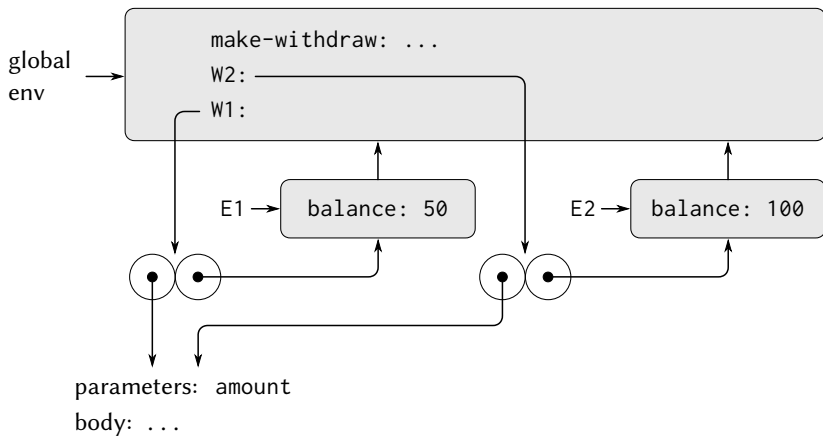 make-withdraw: ...
global
env
W2:
W1:
E1
balance: 50
E2
balance: 100
parameters: amount
body: ...